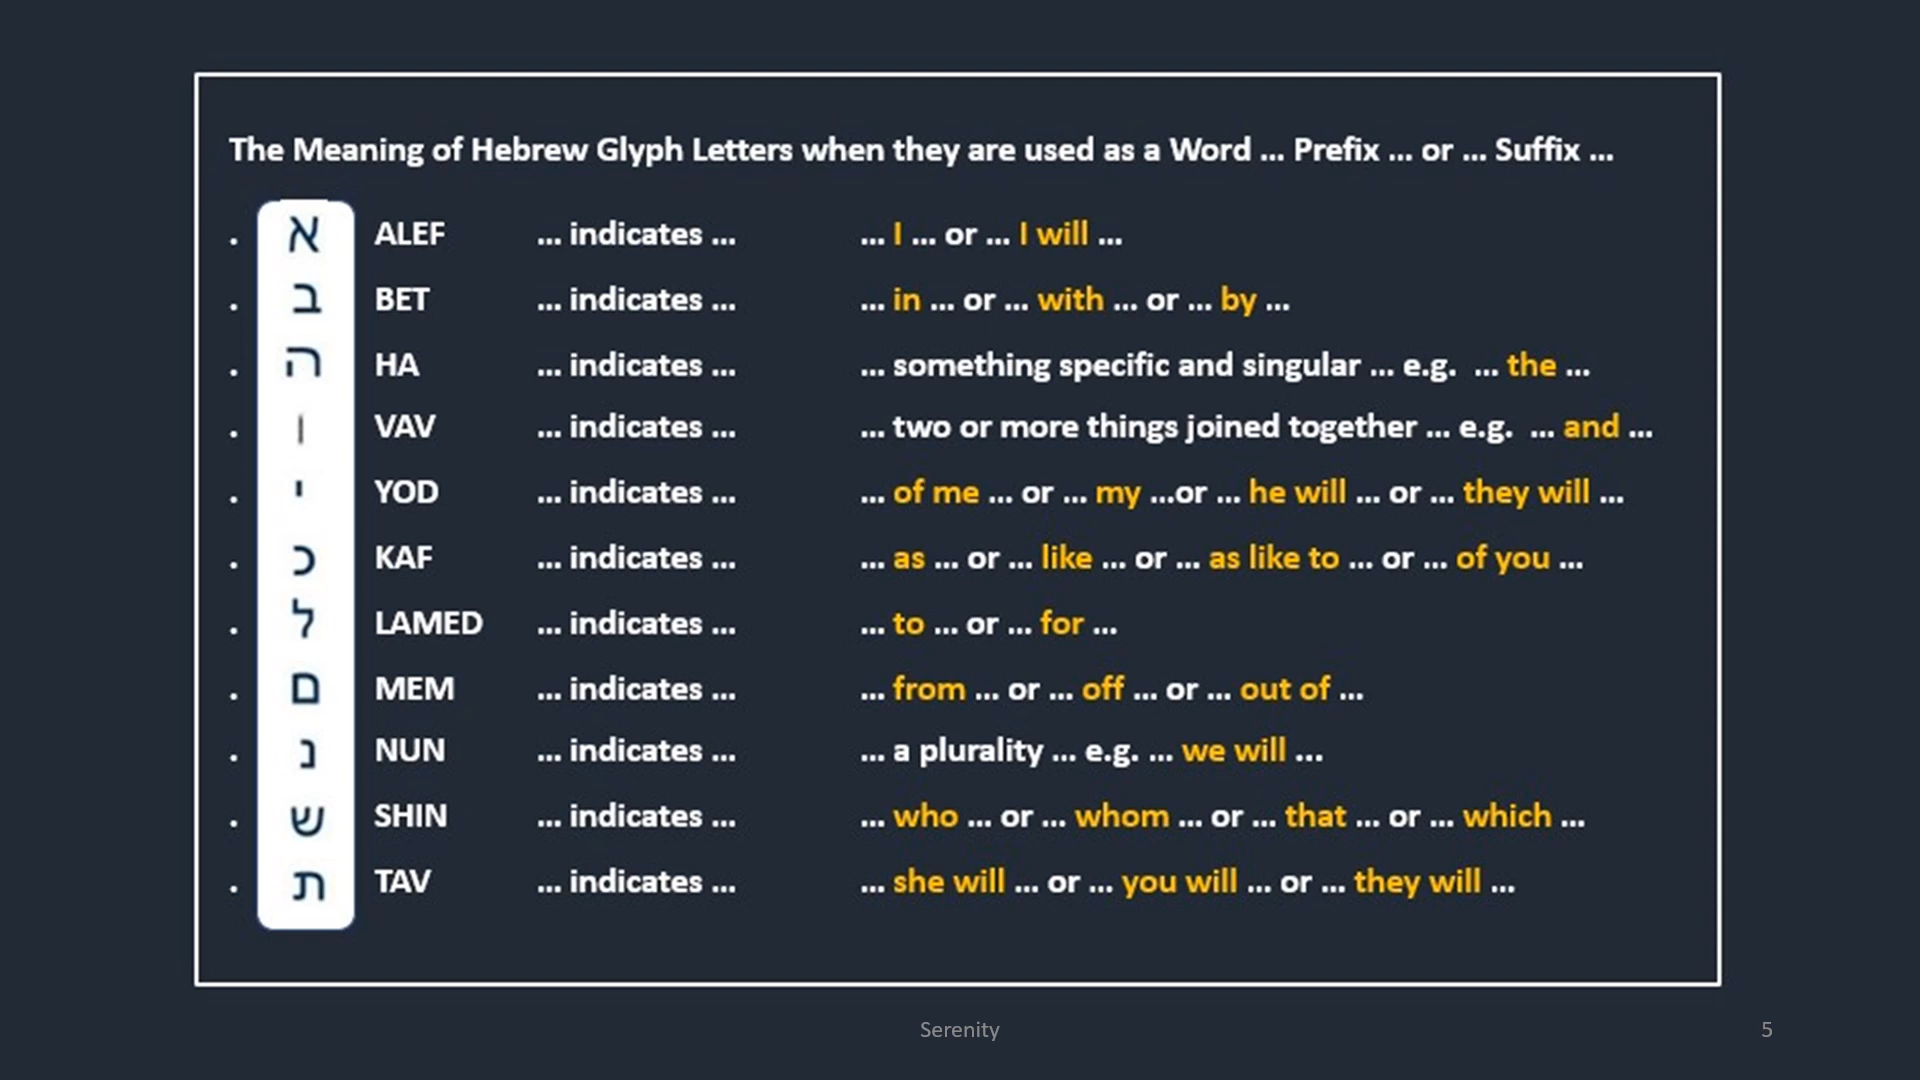 The Meaning of Hebrew Glyph Letters when they are used as a Word ... Prefix ... or ... Suffix ...
. א ALEF ... indicates ... ... I ... or ... I will ...
. ב BET ... indicates ... ... in ... or ... with ... or ... by ...
. ה HA ... indicates ... ... something specific and singular ... e.g. ... the ...
. ו VAV ... indicates ... ... two or more things joined together ... e.g. ... and ...
. י YOD ... indicates ... ... of me ... or ... my ...or ... he will ... or ... they will ...
. כ KAF ... indicates ... ... as ... or ... like ... or ... as like to ... or ... of you ...
. ל LAMED ... indicates ... ... to ... or ... for ...
. ם MEM ... indicates ... ... from ... or ... off ... or ... out of ...
. נ NUN ... indicates ... ... a plurality ... e.g. ... we will ...
. ש SHIN ... indicates ... ... who ... or ... whom ... or ... that ... or ... which ...
. ת TAV ... indicates ... ... she will ... or ... you will ... or ... they will ...
Serenity 5